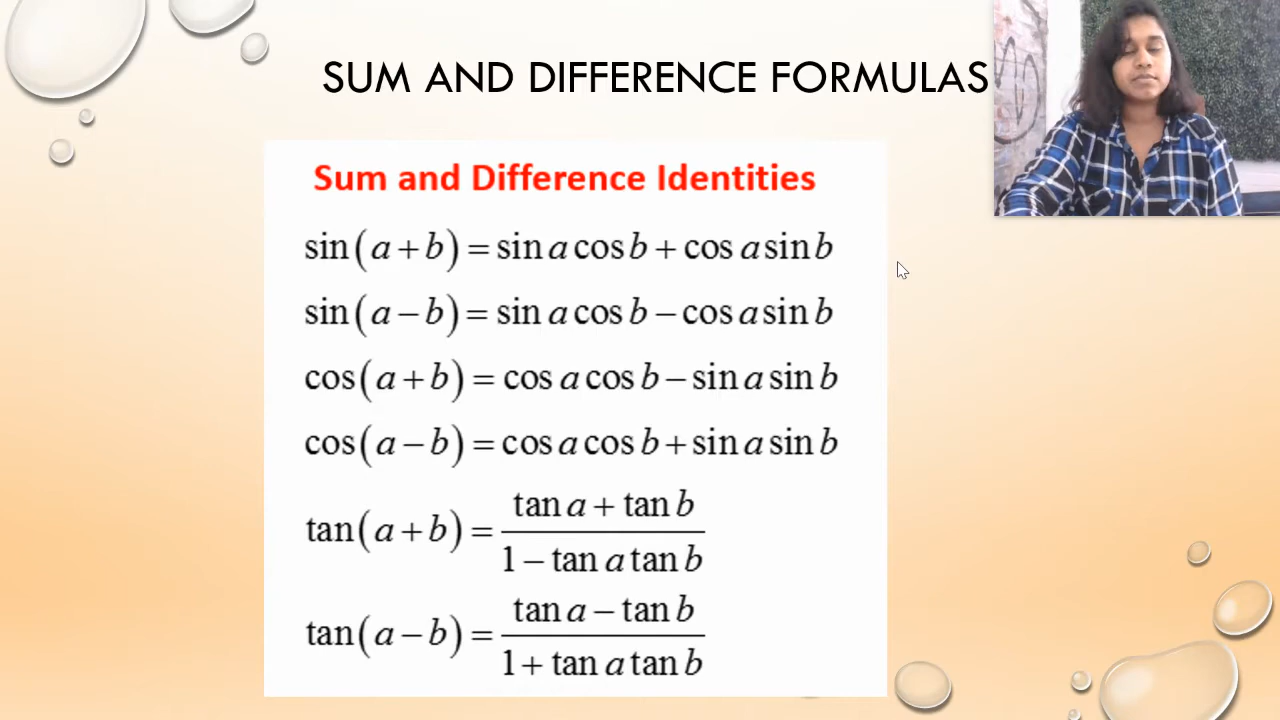 SUM AND DIFFERENCE FORMULAS
Sum and Difference Identities
sin(a+b)=sin a cos b + cos a sin b
sin(a−b)=sin a cos b − cos a sin b
cos(a+b)=cos a cos b − sin a sin b
cos(a−b)=cos a cos b + sin a sin b
tan(a+b)= (tan a + tan b)/(1− tan a tan b)
tan(a−b)= (tan a − tan b)/(1+ tan a tan b)